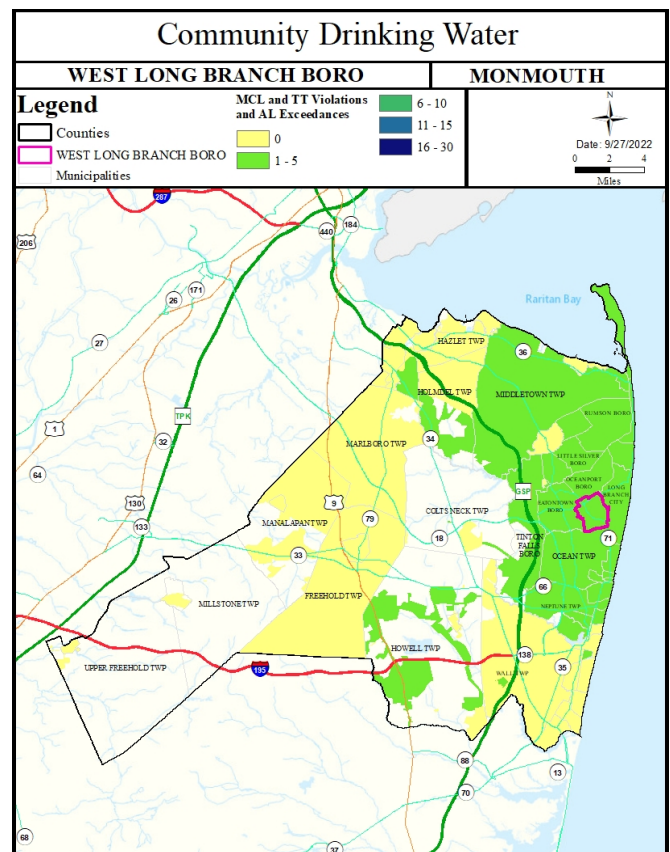 Community Drinking Water
WEST LONG BRANCH BORO
MONMOUTH
Legend
Counties
WEST LONG BRANCH BORO
Municipalities
MCL and TT Violations
and AL Exceedances
0
1 - 5
6 - 10
11 - 15
16 - 30
N
Date: 9/27/2022
0 2 4
Miles
287
206
440
184
171
26
Raritan Bay
27
HAZLET TWP
36
HOLMDEL TWP
MIDDLETOWN TWP
RUMSON BORO
TPK
1
32
34
MARLBORO TWP
LITTLE SILVER
BORO
64
OCEANPORT
BORO
LONG
BRANCH
CITY
GSP
EATONTOWN
BORO
130
9
79
COLTS NECK TWP
133
MANALAPAN TWP
18
TINTON
FALLS
BORO
71
33
OCEAN TWP
66
MILLSTONE TWP
FREEHOLD TWP
NEPTUNE TWP
HOWELL TWP
138
35
UPPER FREEHOLD TWP
195
WALL TWP
88
13
70
68
37